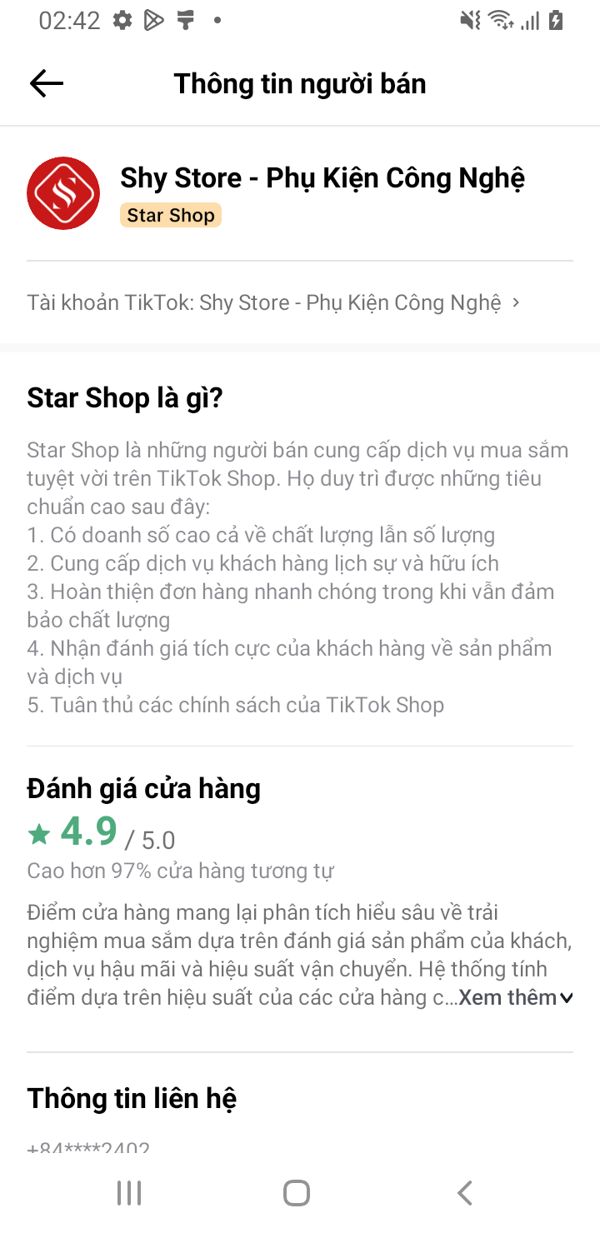 02:42
Thông tin người bán
Shy Store - Phụ Kiện Công Nghệ
Star Shop
Tài khoản TikTok: Shy Store - Phụ Kiện Công Nghệ
Star Shop là gì?
Star Shop là những người bán cung cấp dịch vụ mua sắm
tuyệt vời trên TikTok Shop. Họ duy trì được những tiêu
chuẩn cao sau đây:
1. Có doanh số cao cả về chất lượng lẫn số lượng
2. Cung cấp dịch vụ khách hàng lịch sự và hữu ích
3. Hoàn thiện đơn hàng nhanh chóng trong khi vẫn đảm
bảo chất lượng
4. Nhận đánh giá tích cực của khách hàng về sản phẩm
và dịch vụ
5. Tuân thủ các chính sách của TikTok Shop
Đánh giá cửa hàng
4.9 / 5.0
Cao hơn 97% cửa hàng tương tự
Điểm cửa hàng mang lại phân tích hiểu sâu về trải
nghiệm mua sắm dựa trên đánh giá sản phẩm của khách,
dịch vụ hậu mãi và hiệu suất vận chuyển. Hệ thống tính
điểm dựa trên hiệu suất của các cửa hàng c...Xem thêm
Thông tin liên hệ
+84****2402